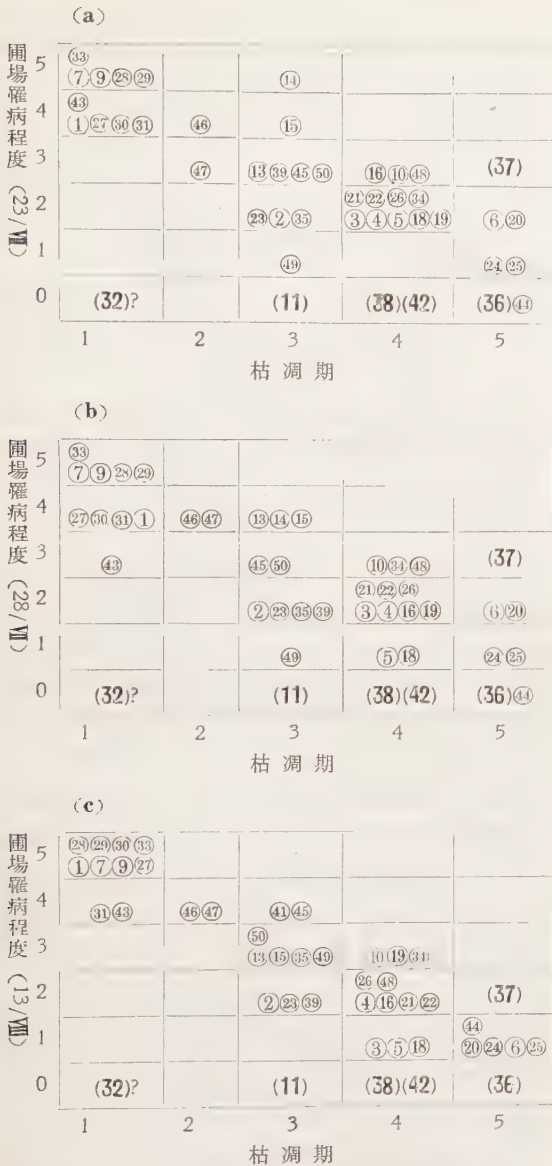 (a)
圃場罹病程度 (23/Ⅶ)
5 ㉝
⑦⑨㉘㉙ ⑭
4 ㊸
①㉗㉚㉛ ㊻ ⑮
3 ㊼ ⑬㊴㊺㊿ ⑯⑩㊽ (37)
2 ㉑㉒㉖㉞
㉓②㉟ ③④⑤⑱⑲ ⑥⑳
1 ㊾ ㉔㉕
0 (32)? (11) (38)(42) (36)㊹
1 2 3 4 5
枯凋期
(b)
圃場罹病程度 (28/Ⅶ)
5 ㉝
⑦⑨㉘㉙
4 ㉗㉚㉛① ㊻㊼ ⑬⑭⑮
3 ㊸ ㊺㊿ ⑩㉞㊽ (37)
2 ㉑㉒㉖
②㉓㉟㊴ ③④⑯⑲ ⑥⑳
1 ㊾ ⑤⑱ ㉔㉕
0 (32)? (11) (38)(42) (36)㊹
1 2 3 4 5
枯凋期
(c)
圃場罹病程度 (13/Ⅷ)
5 ㉘㉙㉚㉝
①⑦⑨㉗
4 ㉛㊸ ㊻㊼ ㊶㊺
3 ㊿
⑬⑮㉟㊾ ⑩⑲㉞
2 ㉖㊽
②㉓㊴ ④⑯㉑㉒ (37)
1 ㊹
③⑤⑱ ⑳㉔⑥㉕
0 (32)? (11) (38)(42) (36)
1 2 3 4 5
枯凋期